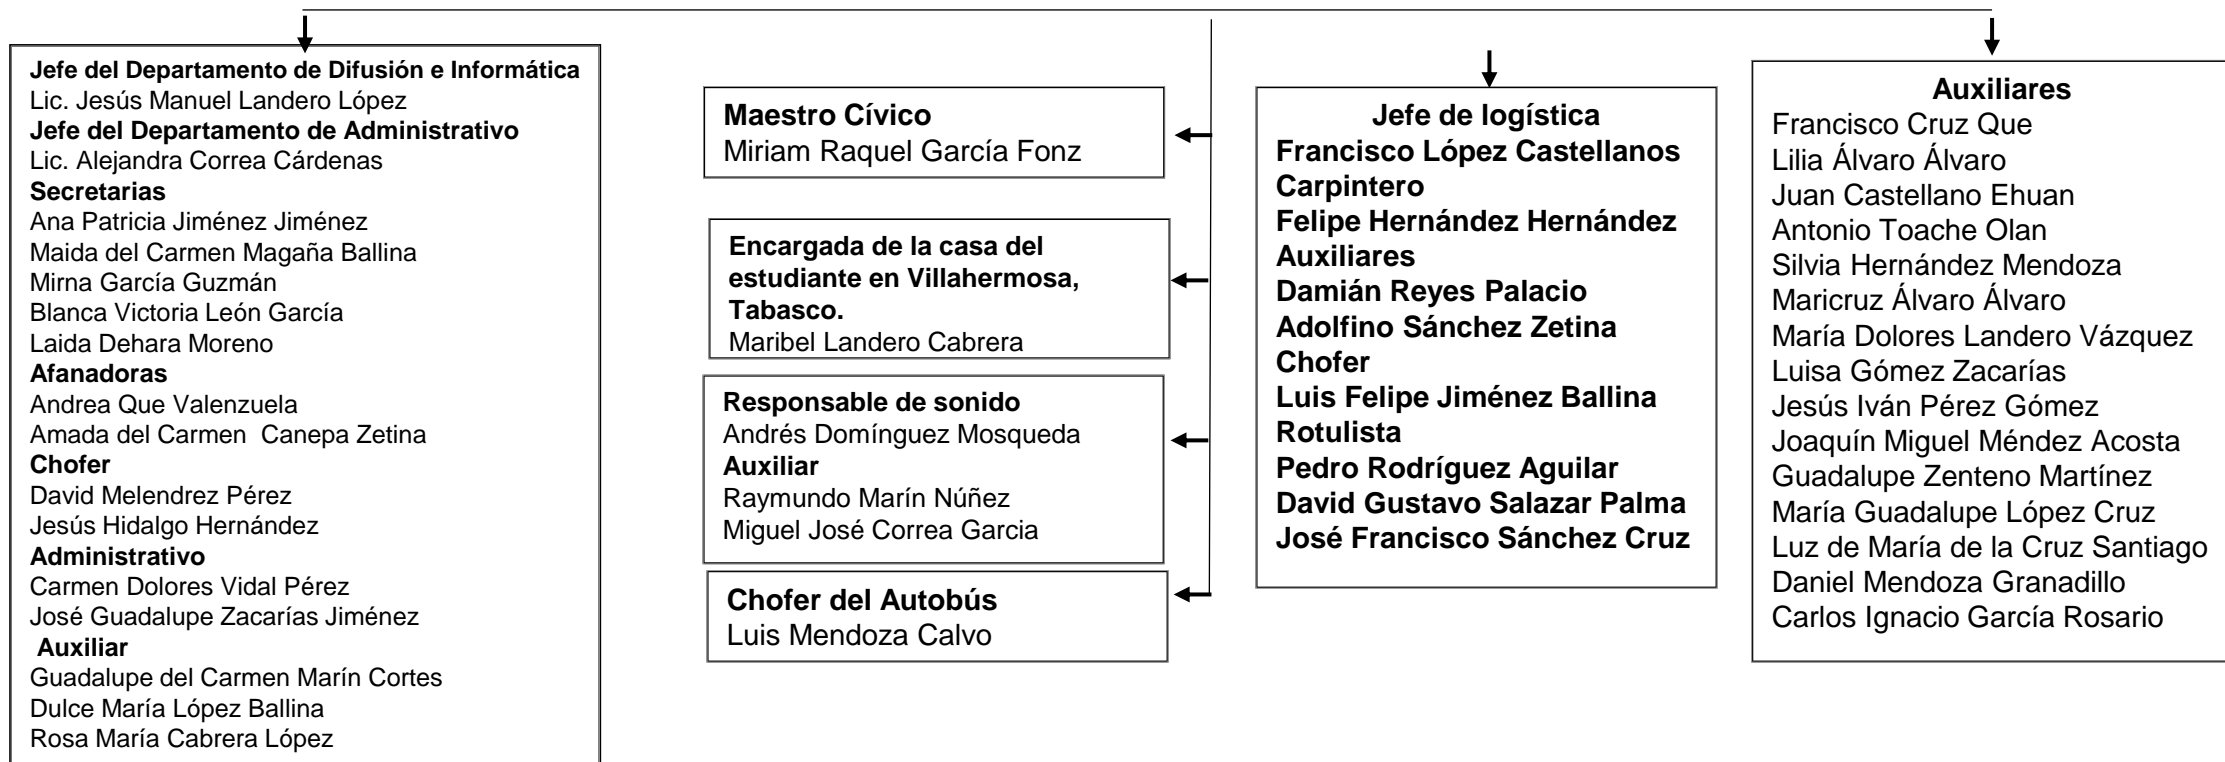 Jefe del Departamento de Difusión e Informática
Lic. Jesús Manuel Landero López
Jefe del Departamento de Administrativo
Lic. Alejandra Correa Cárdenas
Secretarias
Ana Patricia Jiménez Jiménez
Maida del Carmen Magaña Ballina
Mirna García Guzmán
Blanca Victoria León García
Laida Dehara Moreno
Afanadoras
Andrea Que Valenzuela
Amada del Carmen  Canepa Zetina
Chofer
David Melendrez Pérez
Jesús Hidalgo Hernández
Administrativo
Carmen Dolores Vidal Pérez
José Guadalupe Zacarías Jiménez
Auxiliar
Guadalupe del Carmen Marín Cortes
Dulce María López Ballina
Rosa María Cabrera López
Maestro Cívico
Miriam Raquel García Fonz
Encargada de la casa del
estudiante en Villahermosa,
Tabasco.
Maribel Landero Cabrera
Responsable de sonido
Andrés Domínguez Mosqueda
Auxiliar
Raymundo Marín Núñez
Miguel José Correa Garcia
Chofer del Autobús
Luis Mendoza Calvo
Jefe de logística
Francisco López Castellanos
Carpintero
Felipe Hernández Hernández
Auxiliares
Damián Reyes Palacio
Adolfino Sánchez Zetina
Chofer
Luis Felipe Jiménez Ballina
Rotulista
Pedro Rodríguez Aguilar
David Gustavo Salazar Palma
José Francisco Sánchez Cruz
Auxiliares
Francisco Cruz Que
Lilia Álvaro Álvaro
Juan Castellano Ehuan
Antonio Toache Olan
Silvia Hernández Mendoza
Maricruz Álvaro Álvaro
María Dolores Landero Vázquez
Luisa Gómez Zacarías
Jesús Iván Pérez Gómez
Joaquín Miguel Méndez Acosta
Guadalupe Zenteno Martínez
María Guadalupe López Cruz
Luz de María de la Cruz Santiago
Daniel Mendoza Granadillo
Carlos Ignacio García Rosario